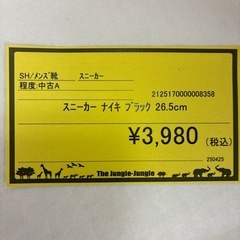 SH/メンズ靴　スニーカー
程度:中古A　2125170000008358
スニーカー ナイキ ブラック 26.5cm
¥3,980 (税込)
The Jungle-Jungle
250425